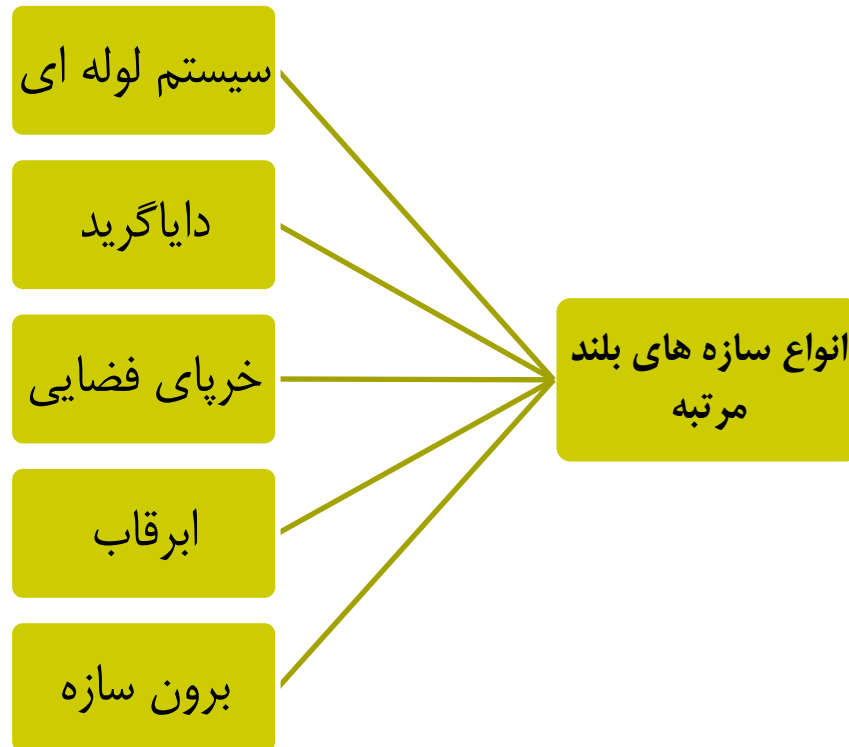 انواع سازه های بلند
مرتبه
سیستم لوله ای
دایاگرید
خرپای فضایی
ابرقاب
برون سازه